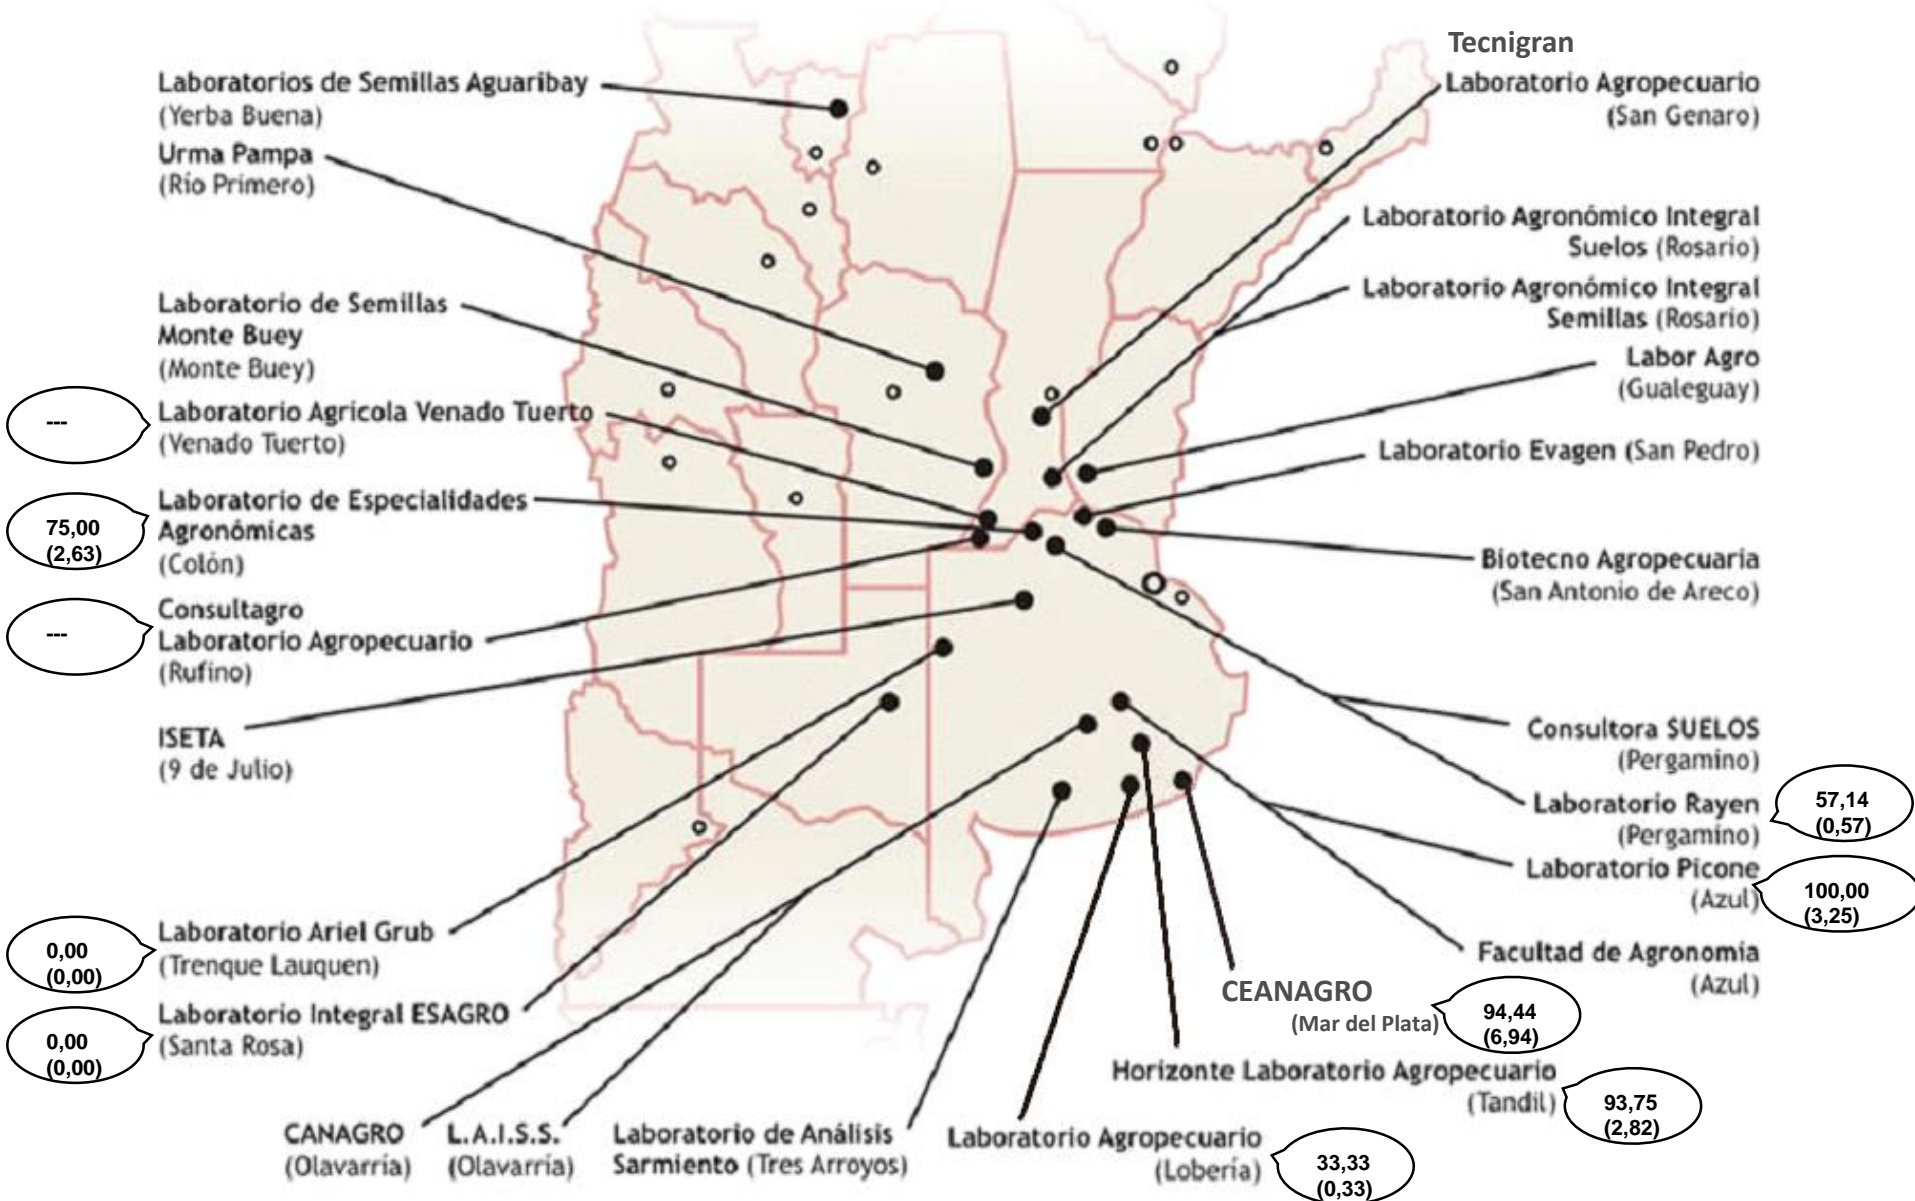 Laboratorios de Semillas Aguaribay
(Yerba Buena)
Urma Pampa
(Río Primero)
Laboratorio de Semillas
Monte Buey
(Monte Buey)
---
Laboratorio Agrícola Venado Tuerto
(Venado Tuerto)
75,00
(2,63)
Laboratorio de Especialidades
Agronómicas
(Colón)
---
Consultagro
Laboratorio Agropecuario
(Rufino)
ISETA
(9 de Julio)
0,00
(0,00)
Laboratorio Ariel Grub
(Trenque Lauquen)
0,00
(0,00)
Laboratorio Integral ESAGRO
(Santa Rosa)
CANAGRO
(Olavarría)
L.A.I.S.S.
(Olavarría)
Laboratorio de Análisis
Sarmiento (Tres Arroyos)
Laboratorio Agropecuario
(Lobería)
33,33
(0,33)
Horizonte Laboratorio Agropecuario
(Tandil)
93,75
(2,82)
CEANAGRO
(Mar del Plata)
94,44
(6,94)
Tecnigran
Laboratorio Agropecuario
(San Genaro)
Laboratorio Agronómico Integral
Suelos (Rosario)
Laboratorio Agronómico Integral
Semillas (Rosario)
Labor Agro
(Gualeguay)
Laboratorio Evagen (San Pedro)
Biotecno Agropecuaria
(San Antonio de Areco)
Consultora SUELOS
(Pergamino)
Laboratorio Rayen
(Pergamino)
57,14
(0,57)
Laboratorio Picone
(Azul)
100,00
(3,25)
Facultad de Agronomía
(Azul)